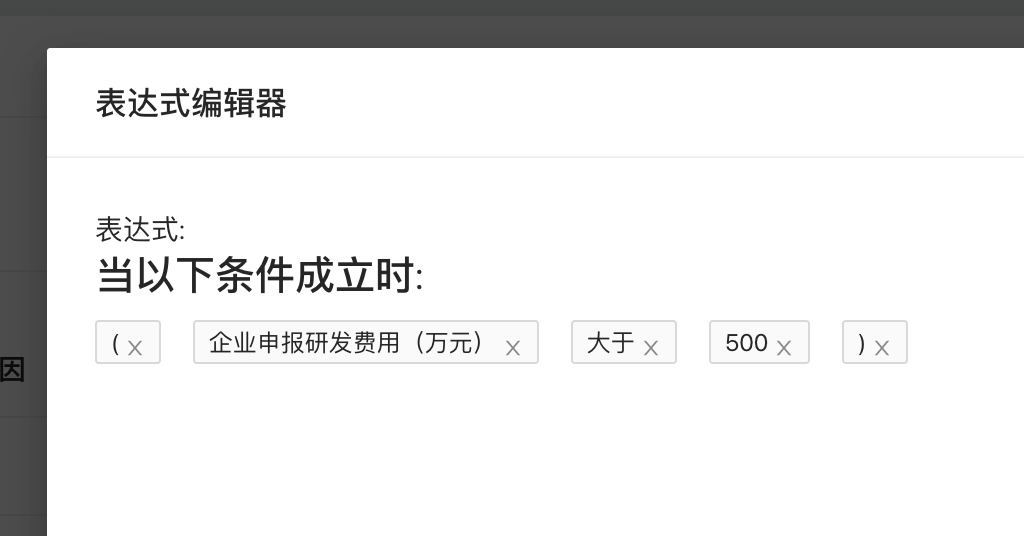 表达式编辑器
表达式:
当以下条件成立时:
( x 企业申报研发费用（万元） x 大于 x 500 x ) x
因